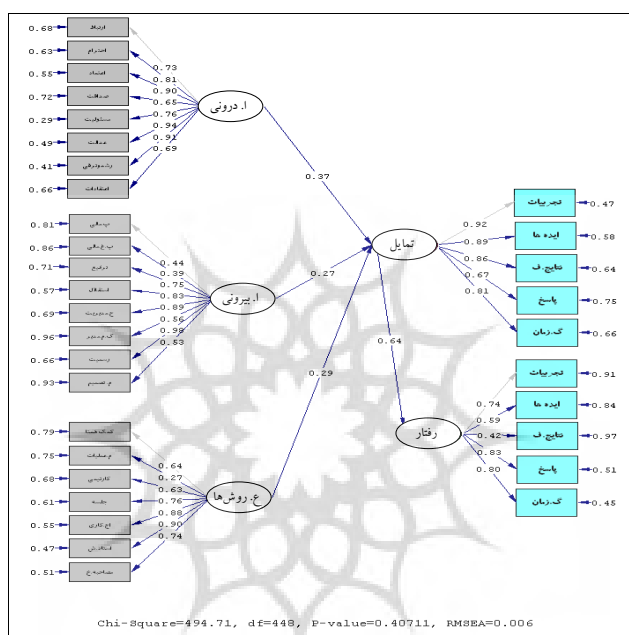 0.68 ارتباط
0.63 احترام
0.55 اعتماد
0.72 صداقت
0.29 مسئولیت
0.49 عدالت
0.41
0.66 اعتقادات
0.73
0.81
0.90
0.65
0.76
0.94
0.91
0.69
ا. درونی
0.37
0.81
0.86
0.71
0.57 استقلال
0.69
0.96
0.66
0.93
0.44
0.39
0.75
0.83
0.89
0.56
0.98
0.53
ا. بیرونی
0.27
0.79
0.75
0.68
0.61 جلسه
0.55
0.47
0.51
0.64
0.27
0.63
0.76
0.88
0.90
0.74
ع. روش‌ها
0.29
تمایل
0.92
0.89
0.86
0.67
0.81
تجربیات 0.47
ایده ها 0.58
نتایج.ف 0.64
پاسخ 0.75
گ.زمان 0.66
0.64
رفتار
0.74
0.59
0.42
0.83
0.80
تجربیات 0.91
ایده ها 0.84
نتایج.ف 0.97
پاسخ 0.51
گ.زمان 0.45
Chi-Square=494.71, df=448, P-value=0.40711, RMSEA=0.006